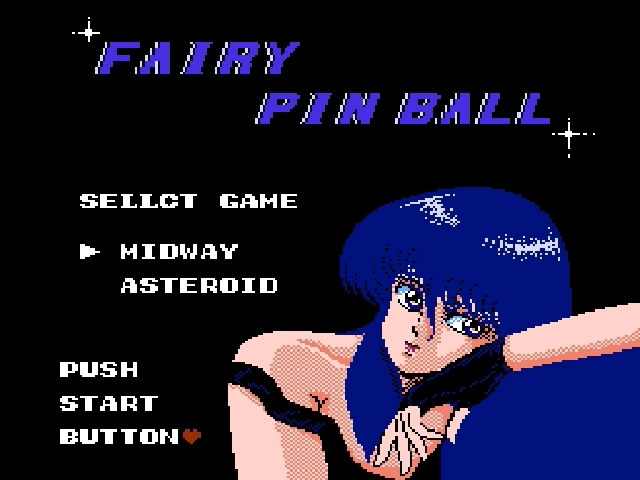 FAIRY
PIN BALL
SELLCT GAME
MIDWAY
ASTEROID
PUSH
START
BUTTON